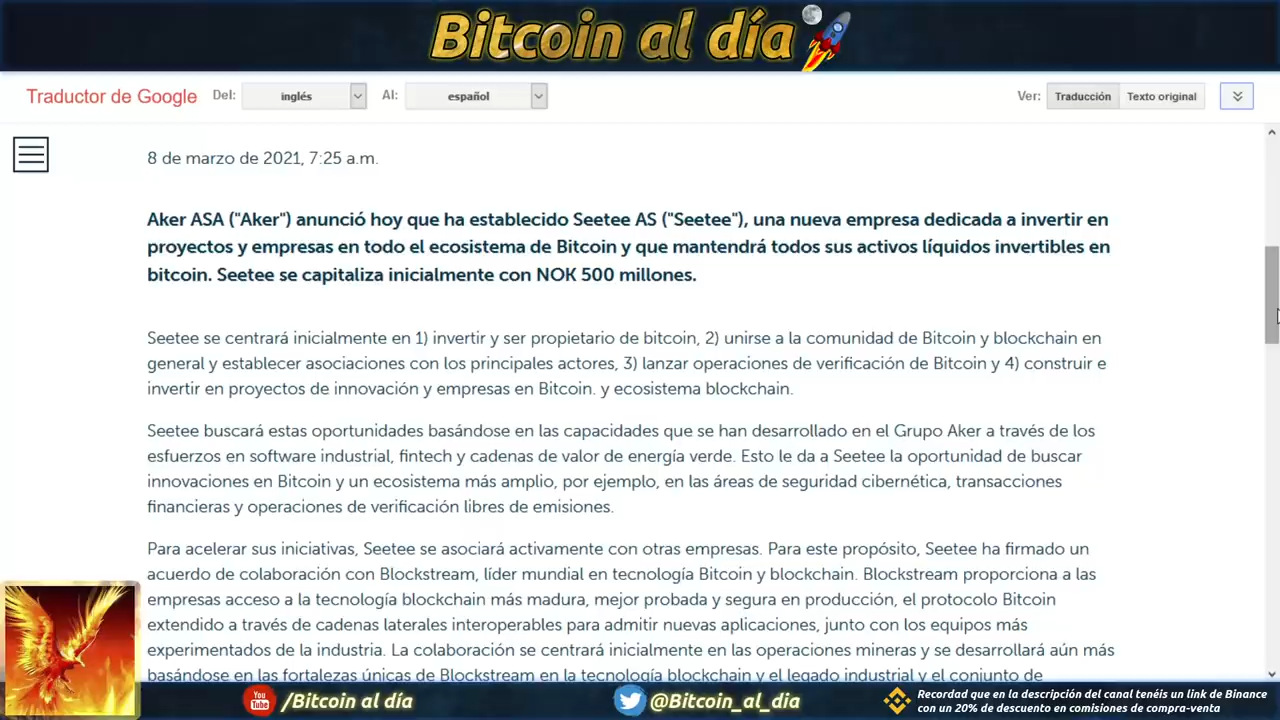 Bitcoin al día
Traductor de Google Del: inglés Al: español Ver: Traducción Texto original
8 de marzo de 2021, 7:25 a.m.
Aker ASA ("Aker") anunció hoy que ha establecido Seetee AS ("Seetee"), una nueva empresa dedicada a invertir en
proyectos y empresas en todo el ecosistema de Bitcoin y que mantendrá todos sus activos líquidos invertibles en
bitcoin. Seetee se capitaliza inicialmente con NOK 500 millones.
Seetee se centrará inicialmente en 1) invertir y ser propietario de bitcoin, 2) unirse a la comunidad de Bitcoin y blockchain en
general y establecer asociaciones con los principales actores, 3) lanzar operaciones de verificación de Bitcoin y 4) construir e
invertir en proyectos de innovación y empresas en Bitcoin. y ecosistema blockchain.
Seetee buscará estas oportunidades basándose en las capacidades que se han desarrollado en el Grupo Aker a través de los
esfuerzos en software industrial, fintech y cadenas de valor de energía verde. Esto le da a Seetee la oportunidad de buscar
innovaciones en Bitcoin y un ecosistema más amplio, por ejemplo, en las áreas de seguridad cibernética, transacciones
financieras y operaciones de verificación libres de emisiones.
Para acelerar sus iniciativas, Seetee se asociará activamente con otras empresas. Para este propósito, Seetee ha firmado un
acuerdo de colaboración con Blockstream, líder mundial en tecnología Bitcoin y blockchain. Blockstream proporciona a las
empresas acceso a la tecnología blockchain más madura, mejor probada y segura en producción, el protocolo Bitcoin
extendido a través de cadenas laterales interoperables para admitir nuevas aplicaciones, junto con los equipos más
experimentados de la industria. La colaboración se centrará inicialmente en las operaciones mineras y se desarrollará aún más
basándose en las fortalezas únicas de Blockstream en la tecnología blockchain y el legado industrial y el conjunto de
You Tube /Bitcoin al día @Bitcoin_al_dia Recordad que en la descripción del canal tenéis un link de Binance
con un 20% de descuento en comisiones de compra-venta